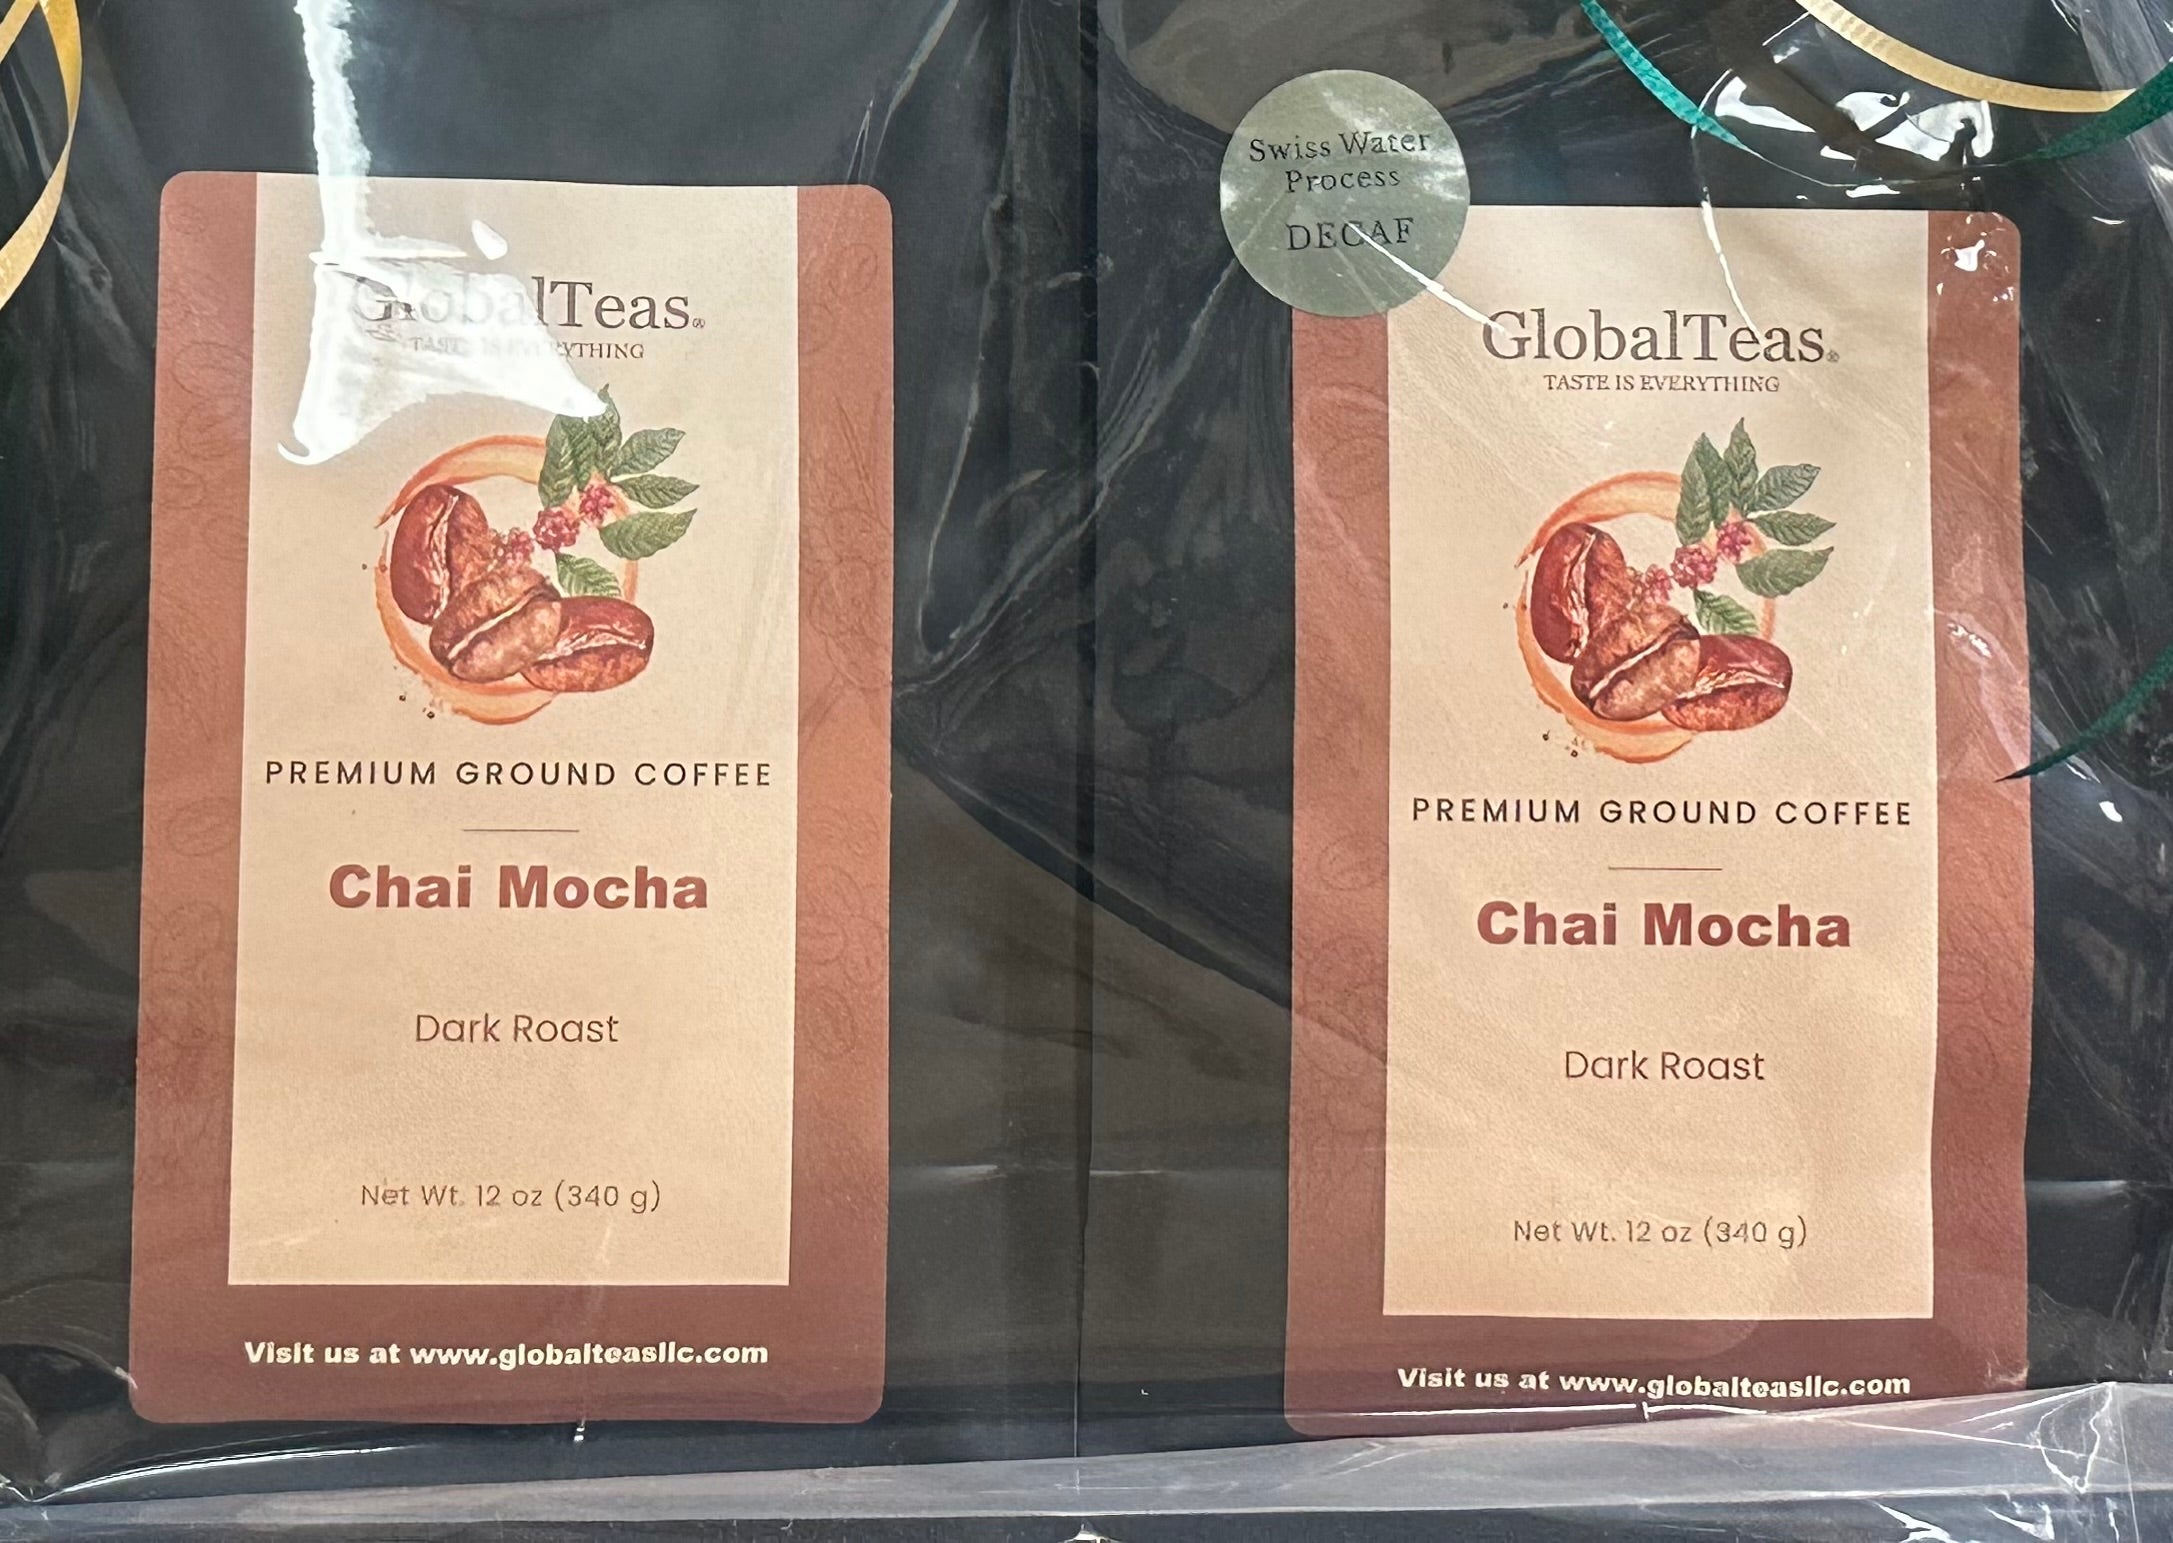 GlobalTeas®
TASTE IS EVERYTHING
PREMIUM GROUND COFFEE
Chai Mocha
Dark Roast
Net Wt. 12 oz (340 g)
Visit us at www.globalteasllc.com
Swiss Water
Process
DECAF
GlobalTeas®
TASTE IS EVERYTHING
PREMIUM GROUND COFFEE
Chai Mocha
Dark Roast
Net Wt. 12 oz (340 g)
Visit us at www.globalteasllc.com